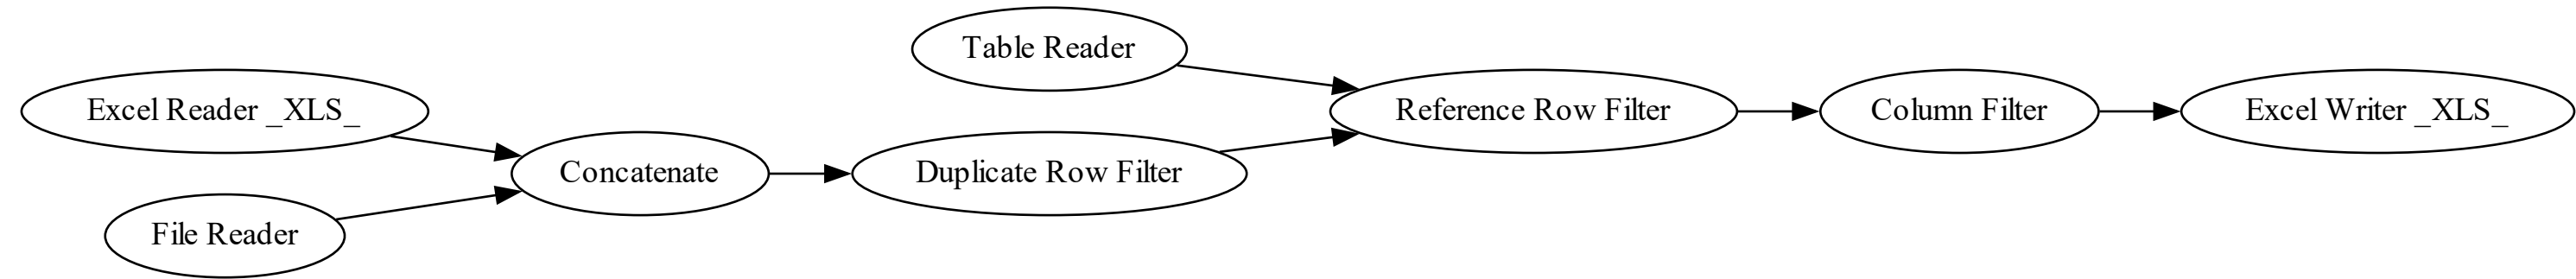 Table Reader
Excel Reader _XLS_
Reference Row Filter
Column Filter
Excel Writer _XLS_
Concatenate
Duplicate Row Filter
File Reader